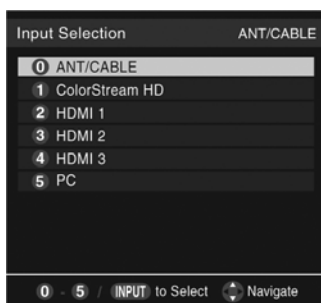 Input Selection ANT/CABLE
0 ANT/CABLE
1 ColorStream HD
2 HDMI 1
3 HDMI 2
4 HDMI 3
5 PC
0 - 5 / INPUT to Select Navigate